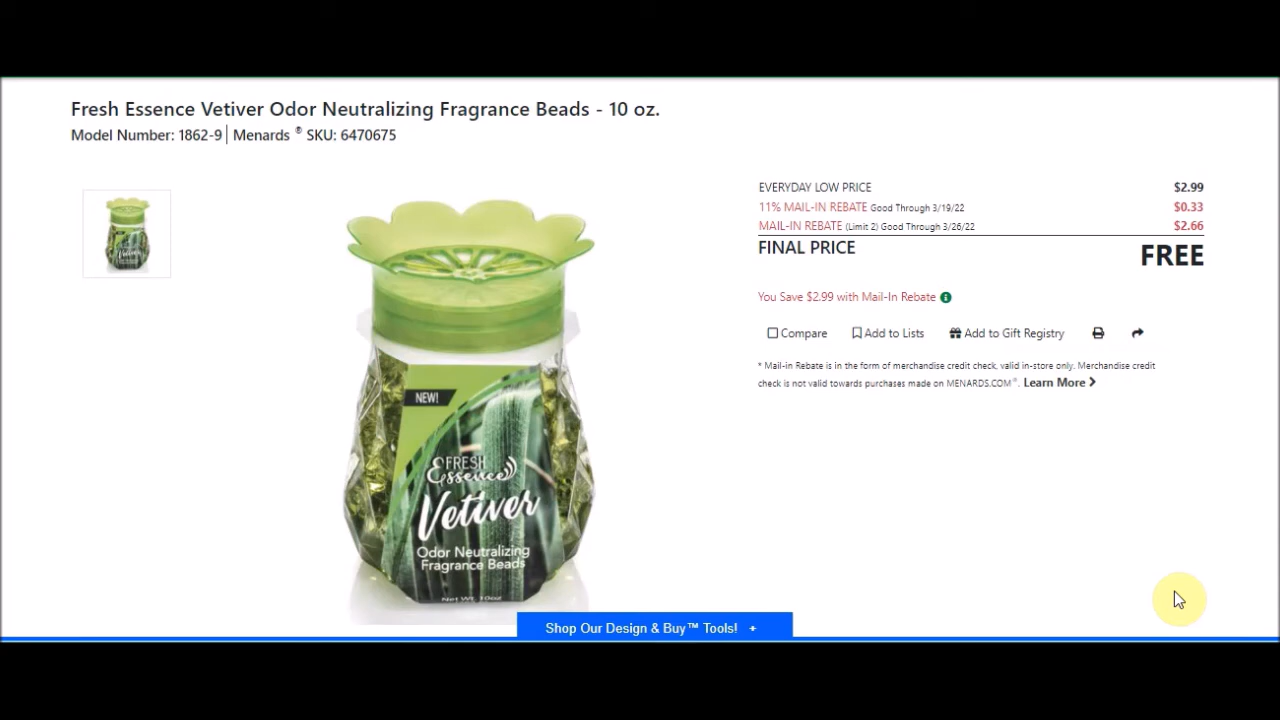 Fresh Essence Vetiver Odor Neutralizing Fragrance Beads - 10 oz.
Model Number: 1862-9 | Menards ® SKU: 6470675
EVERYDAY LOW PRICE $2.99
11% MAIL-IN REBATE Good Through 3/19/22 $0.33
MAIL-IN REBATE (Limit 2) Good Through 3/26/22 $2.66
FINAL PRICE FREE
You Save $2.99 with Mail-In Rebate
Compare Add to Lists Add to Gift Registry
* Mail-in Rebate is in the form of merchandise credit check, valid in-store only. Merchandise credit
check is not valid towards purchases made on MENARDS.COM®. Learn More
NEW!
FRESH
Essence
Vetiver
Odor Neutralizing
Fragrance Beads
Net Wt. 10oz
Shop Our Design & Buy™ Tools! +